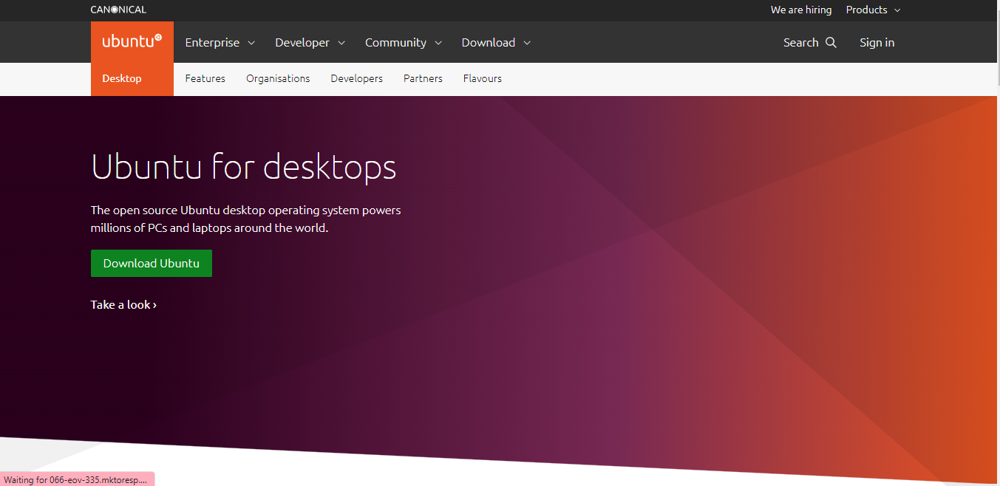 CANONICAL
We are hiring Products
ubuntu
Enterprise Developer Community Download Search Sign in
Desktop Features Organisations Developers Partners Flavours
Ubuntu for desktops
The open source Ubuntu desktop operating system powers
millions of PCs and laptops around the world.
Download Ubuntu
Take a look ›
Waiting for 066-eov-335.mktoresp....